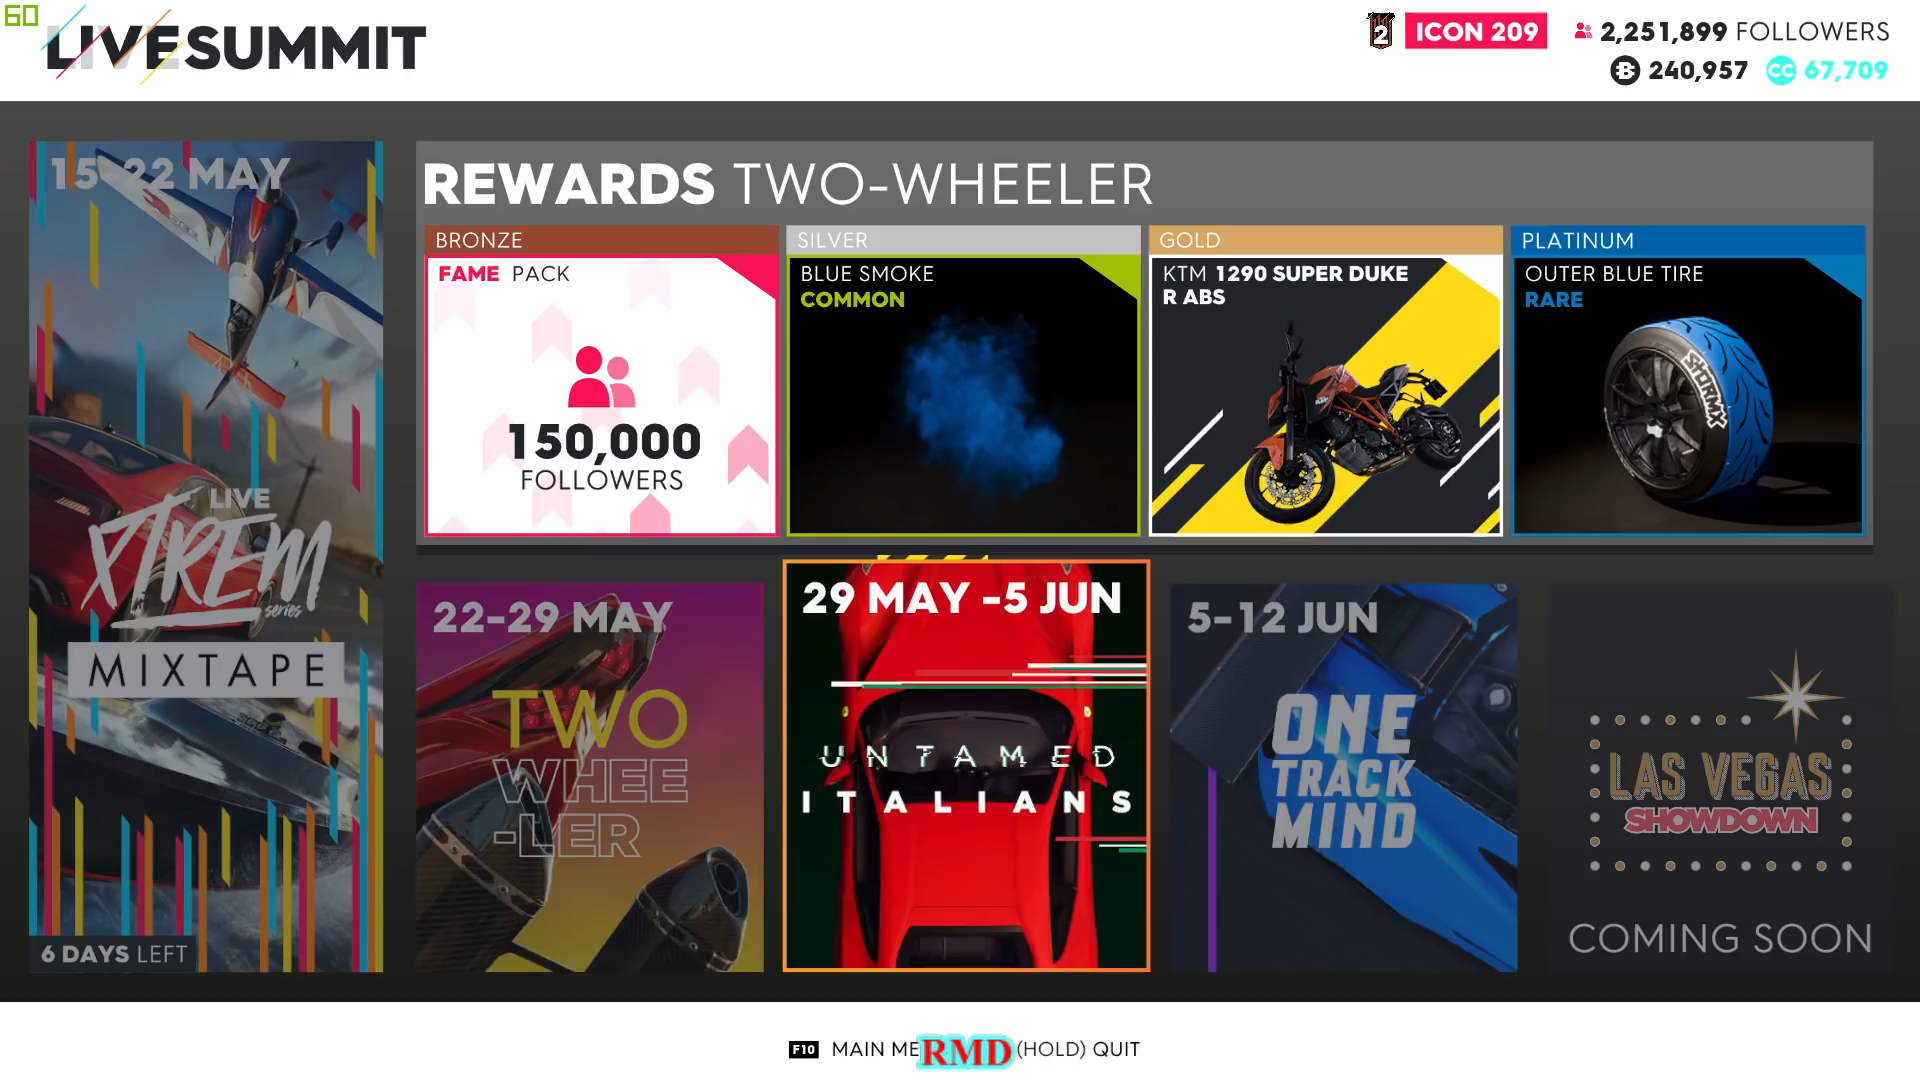 60
LIVESUMMIT
2 ICON 209
2,251,899 FOLLOWERS
240,957 CC 67,709
15-22 MAY
LIVE
XTREM
series
MIXTAPE
6 DAYS LEFT
REWARDS TWO-WHEELER
BRONZE
FAME PACK
150,000
FOLLOWERS
SILVER
BLUE SMOKE
COMMON
GOLD
KTM 1290 SUPER DUKE
R ABS
PLATINUM
OUTER BLUE TIRE
RARE
STORMX
22-29 MAY
TWO
WHEE
-LER
29 MAY -5 JUN
UNTAMED
ITALIANS
5-12 JUN
ONE
TRACK
MIND
LAS VEGAS
SHOWDOWN
COMING SOON
F10 MAIN ME RMD (HOLD) QUIT